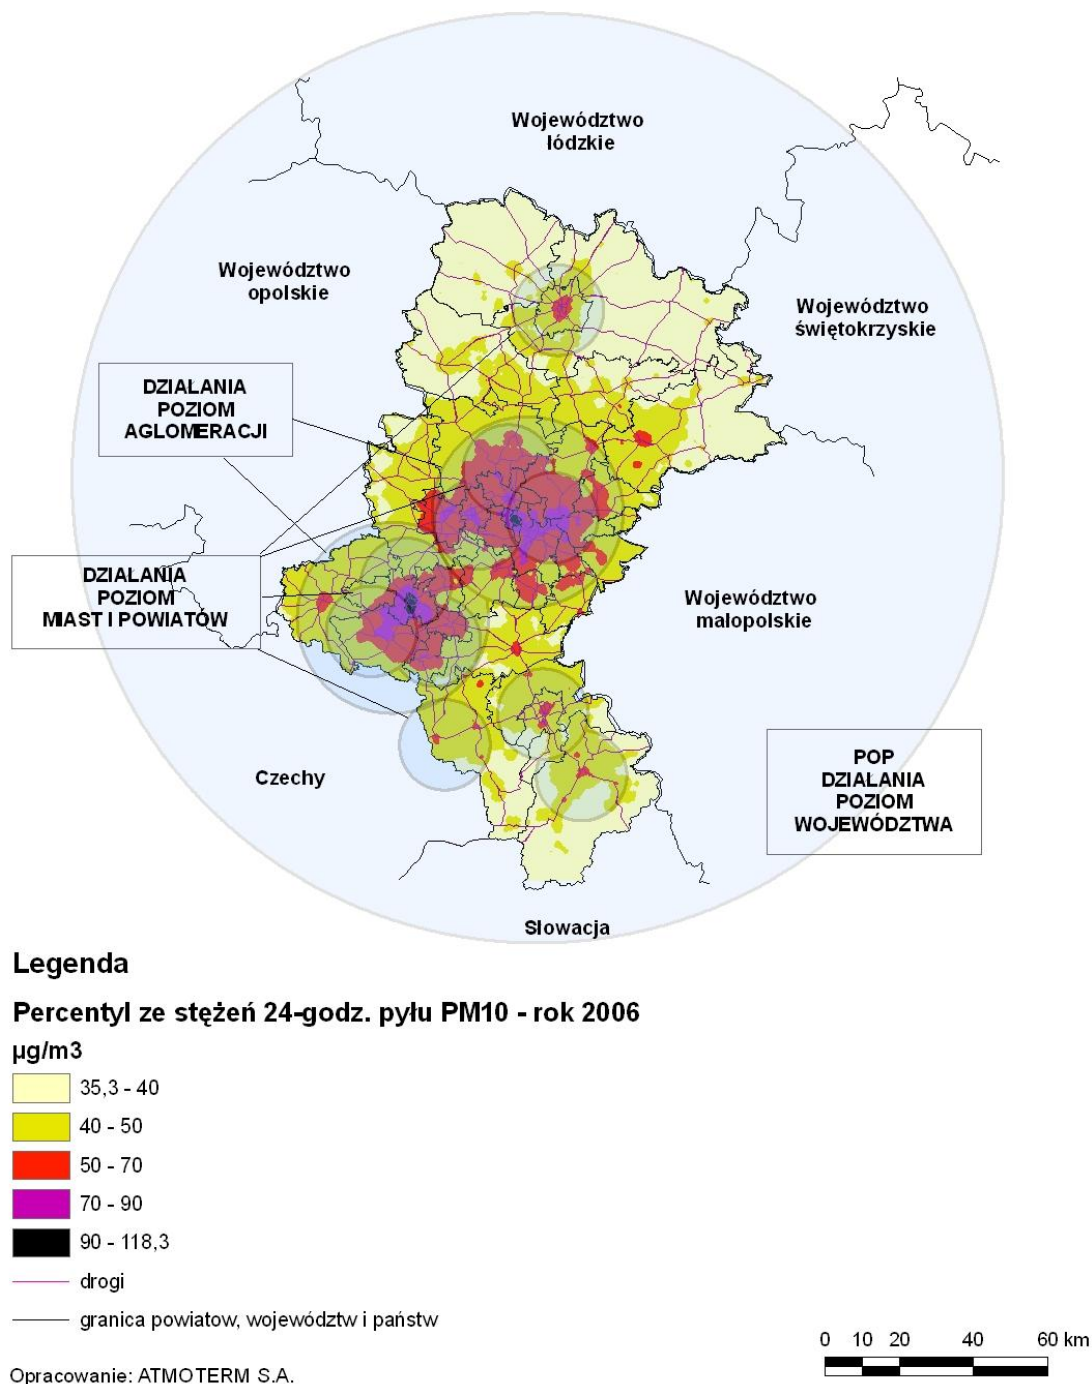 Województwo
łódzkie
Województwo
opolskie
Województwo
świętokrzyskie
DZIAŁANIA
POZIOM
AGLOMERACJI
DZIAŁANIA
POZIOM
MIAST I POWIATÓW
Województwo
małopolskie
Czechy
POP
DZIAŁANIA
POZIOM
WOJEWÓDZTWA
Słowacja
Legenda
Percentyl ze stężeń 24-godz. pyłu PM10 - rok 2006
µg/m3
35,3 - 40
40 - 50
50 - 70
70 - 90
90 - 118,3
drogi
granica powiatow, województw i państw
0 10 20 40 60 km
Opracowanie: ATMOTERM S.A.